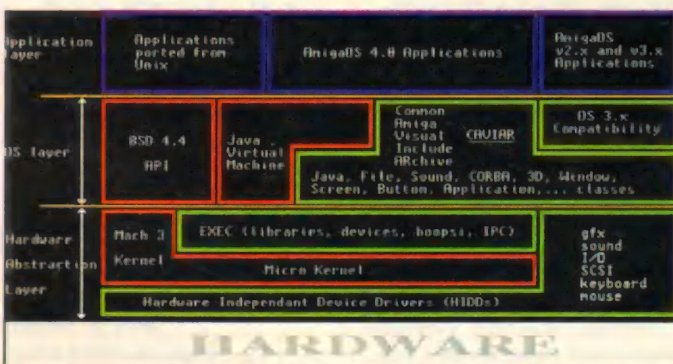 Application
layer
Applications
ported from
Unix
AmigaOS 4.0 Applications
AmigaOS
v2.x and v3.x
Applications
OS layer
BSD 4.4
API
Java
Virtual
Machine
Common
Amiga
Visual
Include
ARchive
CAVIAR
Java, File, Sound, CORBA, 3D, Window,
Screen, Button, Application,... classes
OS 3.x
Compatibility
Hardware
Abstraction
Layer
Mach 3
Kernel
EXEC (libraries, devices, boopsi, IPC)
Micro Kernel
Hardware Independant Device Drivers (HIDDs)
gfx
sound
I/O
SCSI
keyboard
mouse
HARDWARE